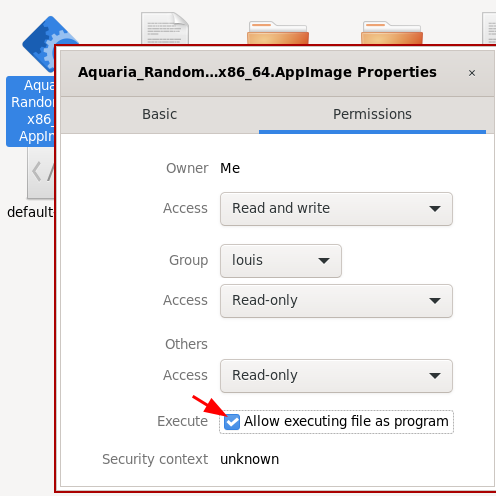 Aquaria_Random...x86_64.AppImage Properties
×
Aqua
Random
x86_
AppIm
default
Basic
Permissions
Owner Me
Access Read and write
Group louis
Access Read-only
Others
Access Read-only
Execute Allow executing file as program
Security context unknown